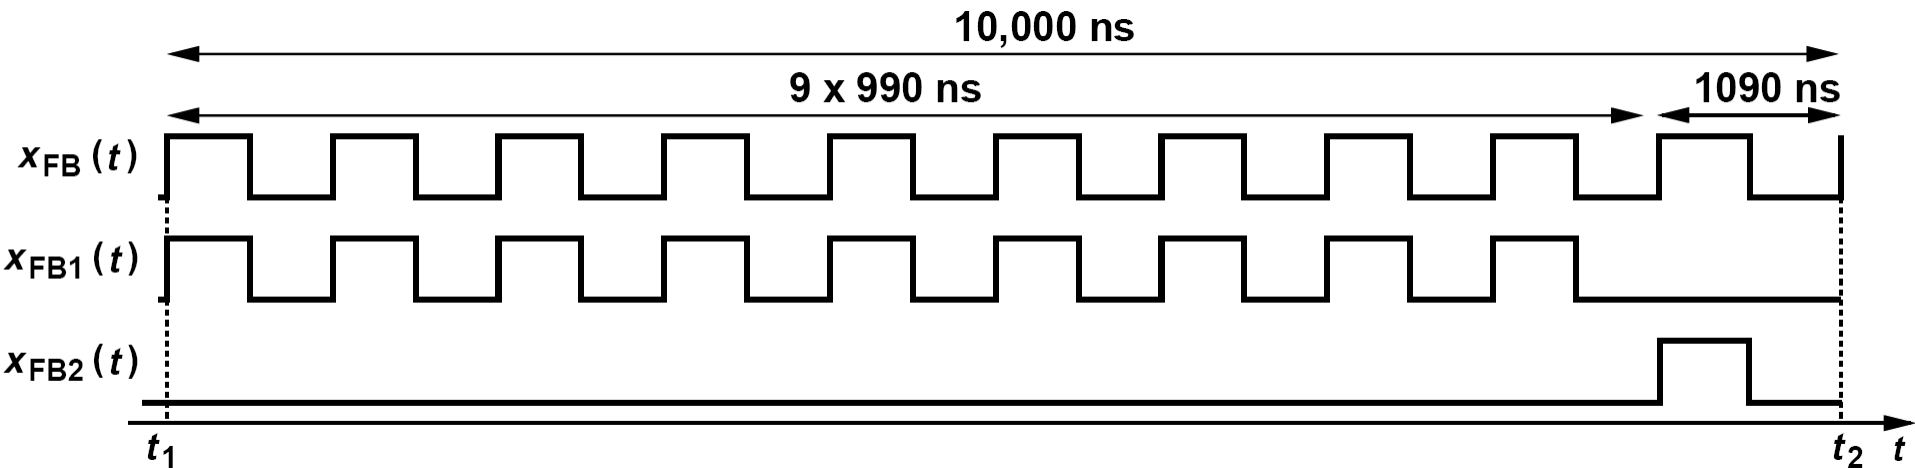 10,000 ns
9 x 990 ns
1090 ns
xFB (t)
xFB1 (t)
xFB2 (t)
t1
t2
t